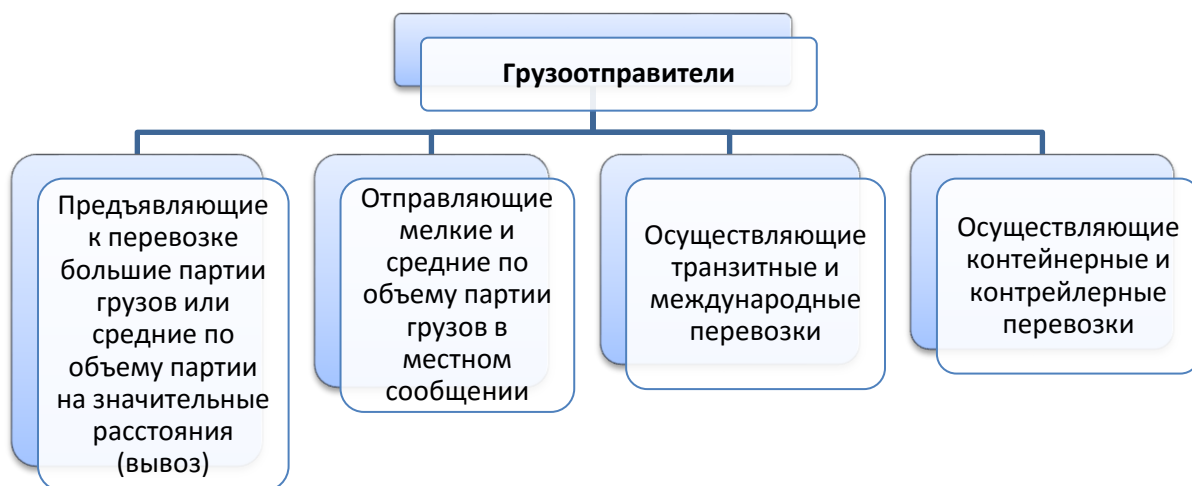 Грузоотправители
Предъявляющие
к перевозке
большие партии
грузов или
средние по
объему партии
на значительные
расстояния
(вывоз)
Отправляющие
мелкие и
средние по
объему партии
грузов в
местном
сообщении
Осуществляющие
транзитные и
международные
перевозки
Осуществляющие
контейнерные и
контрейлерные
перевозки